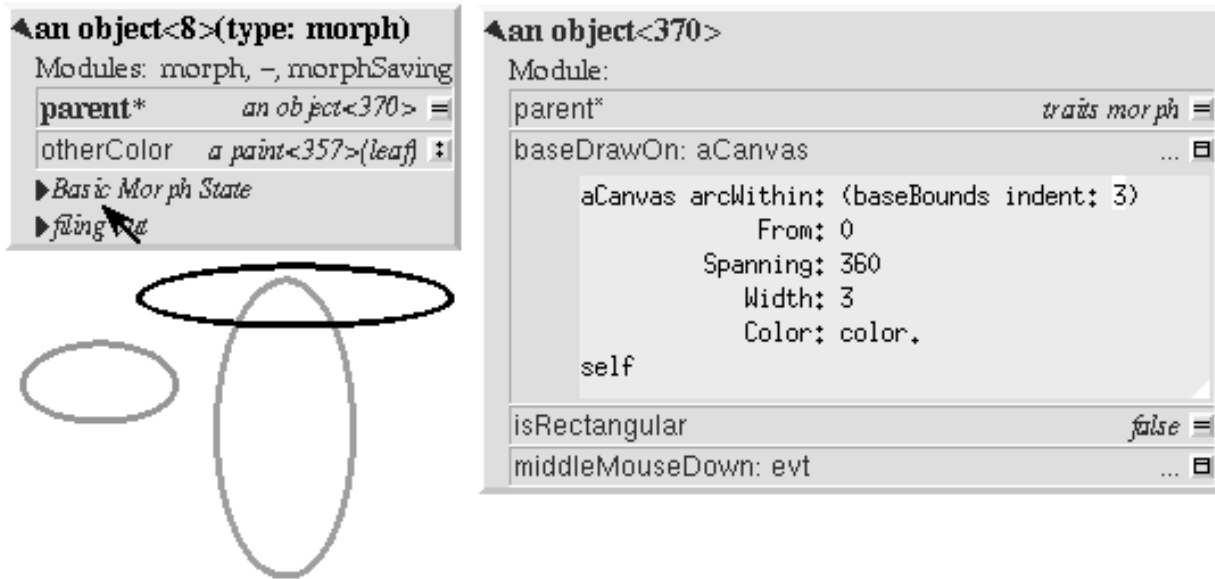 an object<8>(type: morph)
Modules: morph, –, morphSaving
parent* an object<370> =
otherColor a paint<357>(leaf) :
Basic Morph State
filing
an object<370>
Module:
parent* traits morph =
baseDrawOn: aCanvas ...
aCanvas arcWithin: (baseBounds indent: 3)
From: 0
Spanning: 360
Width: 3
Color: color.
self
isRectangular false =
middleMouseDown: evt ...